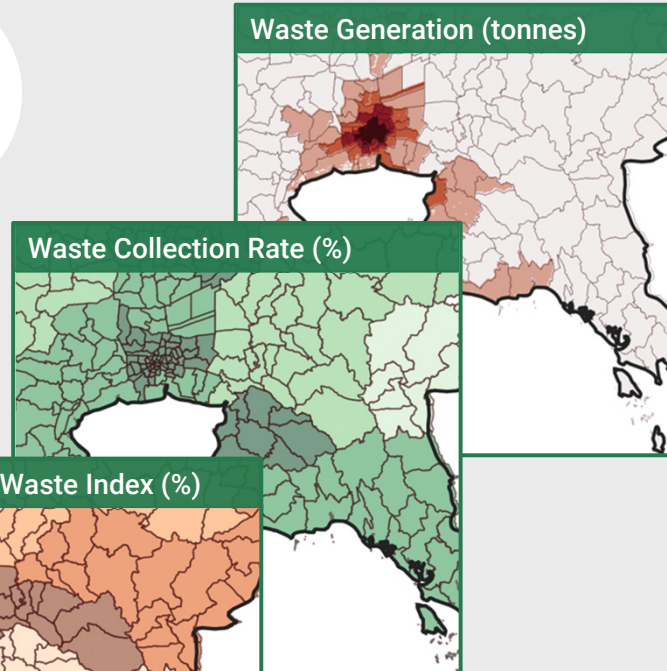 Waste Generation (tonnes)
Waste Collection Rate (%)
Waste Index (%)